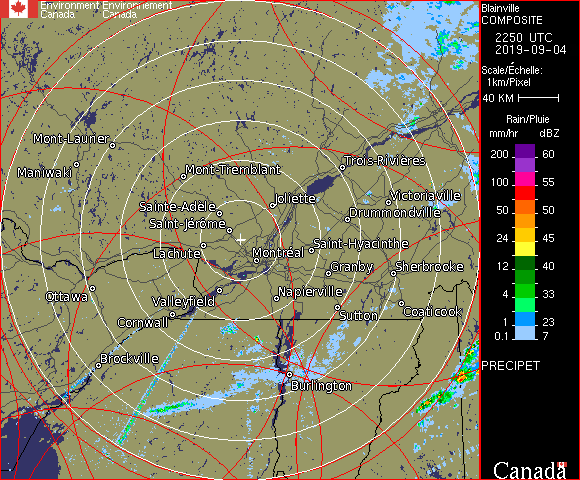 Environment Environnement
Canada Canada
Blainville
COMPOSITE
2250 UTC
2019-09-04
Scale/Échelle:
1km/Pixel
40 KM
Rain/Pluie
mm/hr dBZ
200 60
100 55
50 50
24 45
12 40
4 33
1 23
0.1 7
PRECIPET
Canada
Mont-Laurier
Maniwaki
Mont-Tremblant
Trois-Rivières
Joliette
Victoriaville
Sainte-Adèle
Drummondville
Saint-Jérôme
Saint-Hyacinthe
Lachute
Montréal
Granby
Sherbrooke
Ottawa
Valleyfield
Napierville
Coaticook
Cornwall
Sutton
Brockville
Burlington